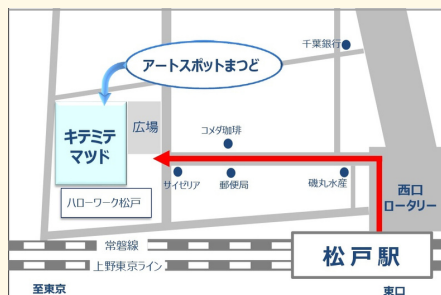 千葉銀行
アートスポットまつど
キテミテ
マツド
広場
コメダ珈琲
サイゼリア
郵便局
磯丸水産
西口
ロータリー
ハローワーク松戸
常磐線
上野東京ライン
松戸駅
至東京
東口